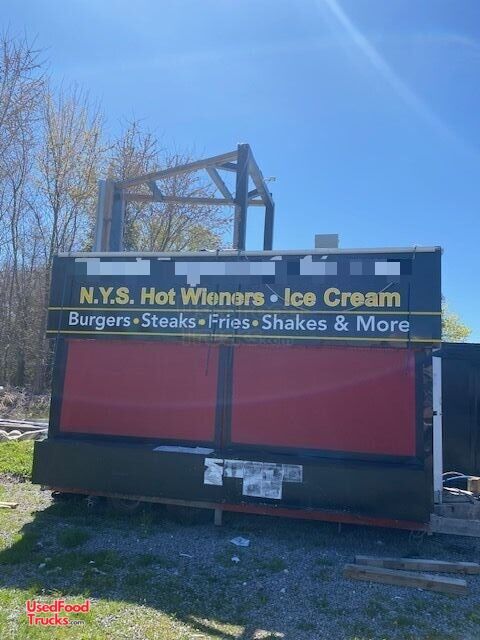 N.Y.S. Hot Wieners • Ice Cream
Burgers • Steaks • Fries • Shakes & More
UsedFood
Trucks.com